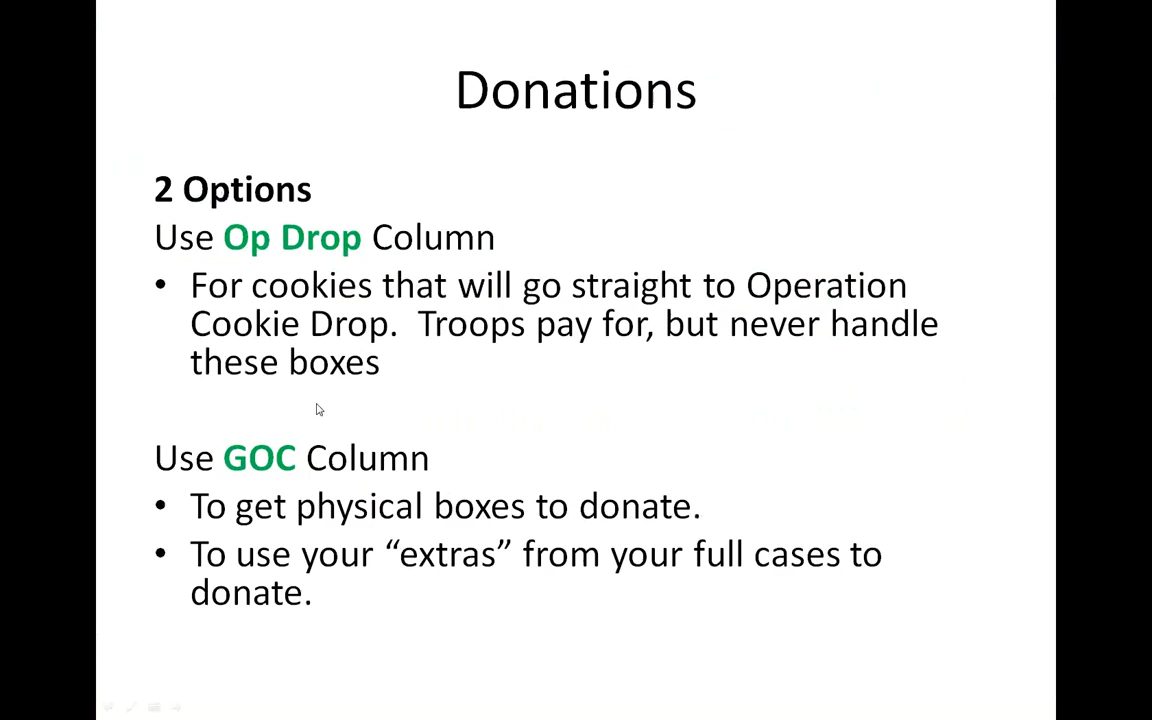 Donations
2 Options
Use Op Drop Column
• For cookies that will go straight to Operation
Cookie Drop.  Troops pay for, but never handle
these boxes
Use GOC Column
• To get physical boxes to donate.
• To use your “extras” from your full cases to
donate.